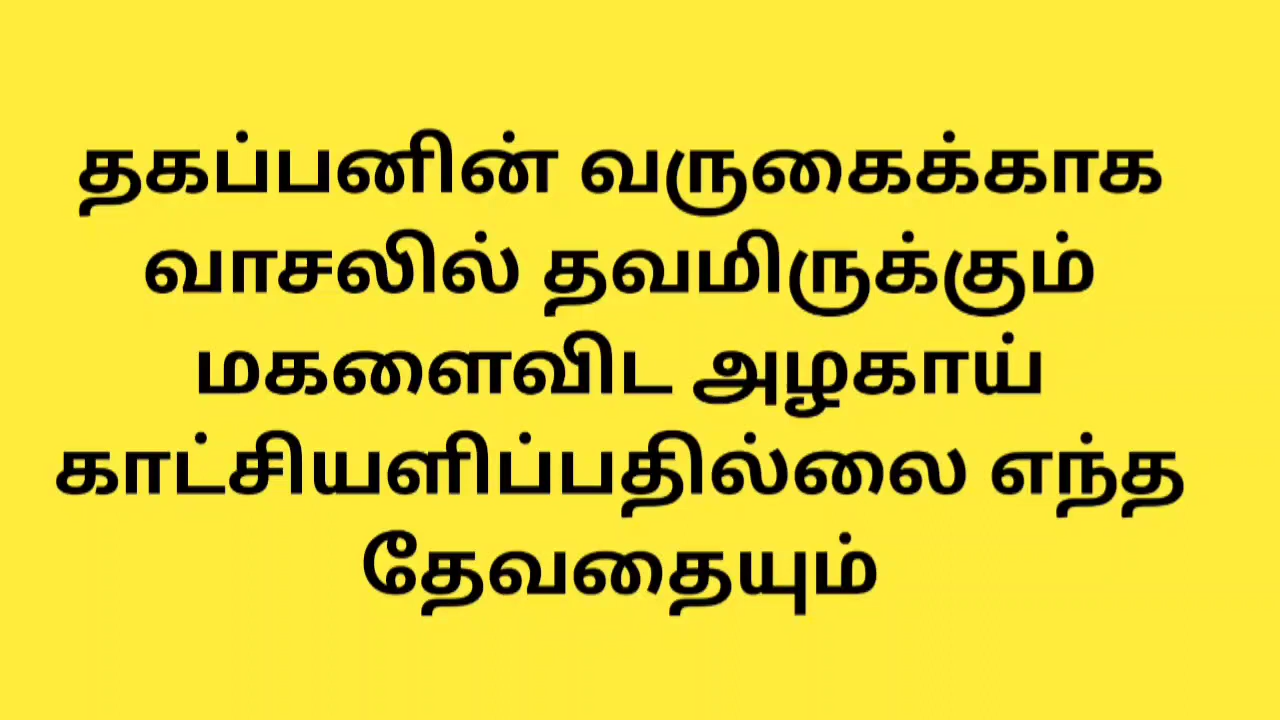 தகப்பனின் வருகைக்காக
வாசலில் தவமிருக்கும்
மகளைவிட அழகாய்
காட்சியளிப்பதில்லை எந்த
தேவதையும்